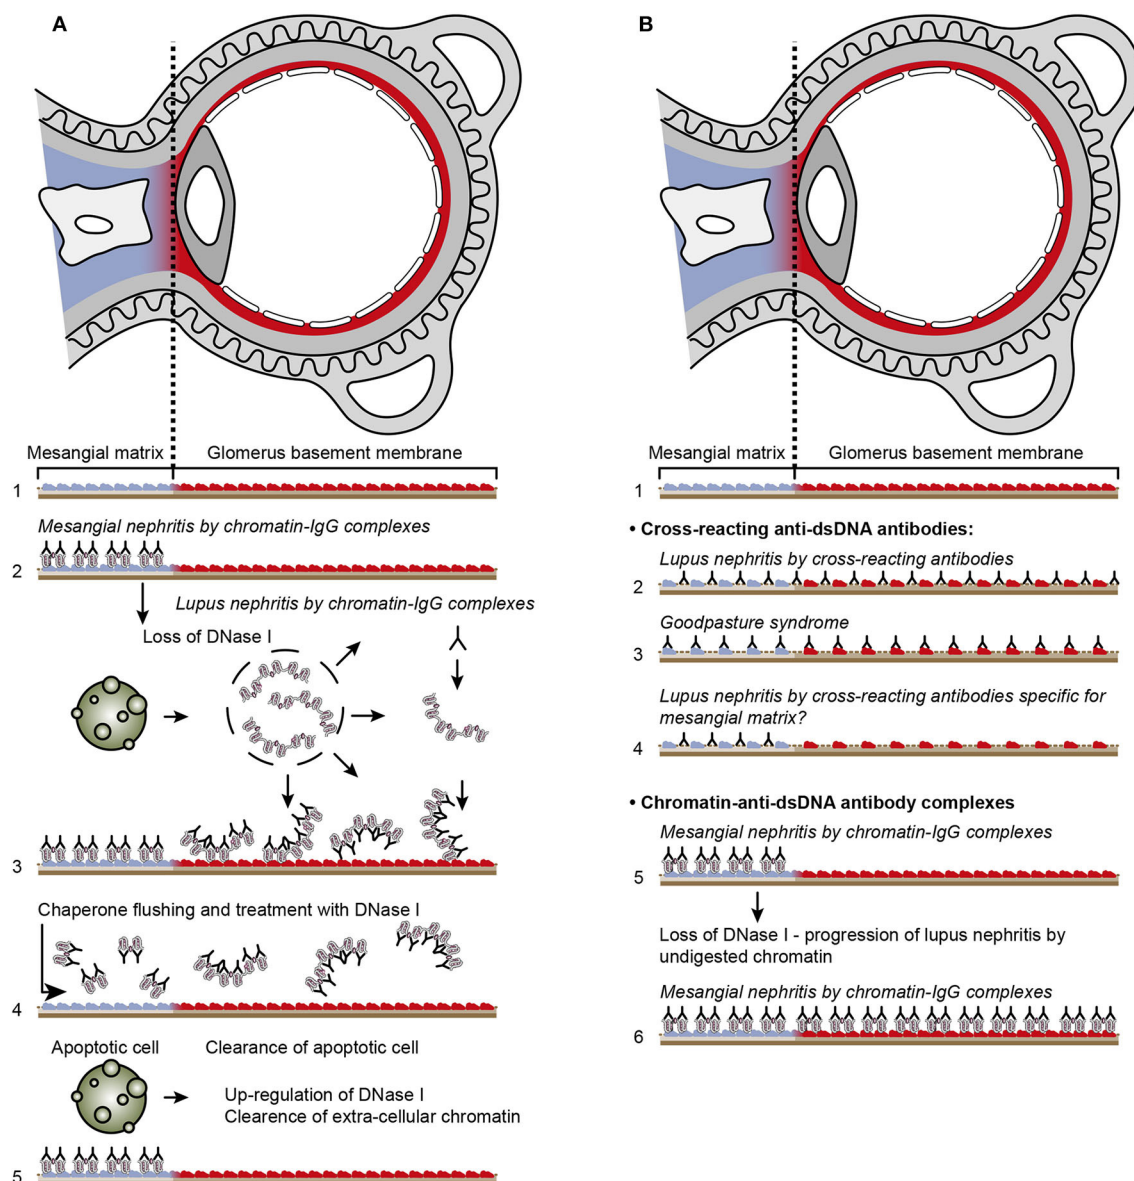 A
Mesangial matrix
Glomerus basement membrane
1
Mesangial nephritis by chromatin-IgG complexes
2
Lupus nephritis by chromatin-IgG complexes
Loss of DNase I
3
Chaperone flushing and treatment with DNase I
4
Apoptotic cell
Clearance of apoptotic cell
Up-regulation of DNase I
Clearence of extra-cellular chromatin
5
B
Mesangial matrix
Glomerus basement membrane
1
• Cross-reacting anti-dsDNA antibodies:
Lupus nephritis by cross-reacting antibodies
2
Goodpasture syndrome
3
Lupus nephritis by cross-reacting antibodies specific for
mesangial matrix?
4
• Chromatin-anti-dsDNA antibody complexes
Mesangial nephritis by chromatin-IgG complexes
5
Loss of DNase I - progression of lupus nephritis by
undigested chromatin
Mesangial nephritis by chromatin-IgG complexes
6